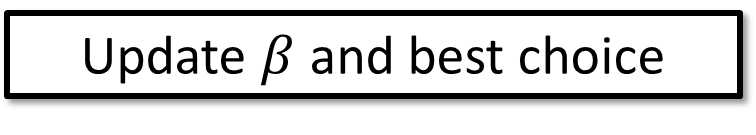 Update β and best choice